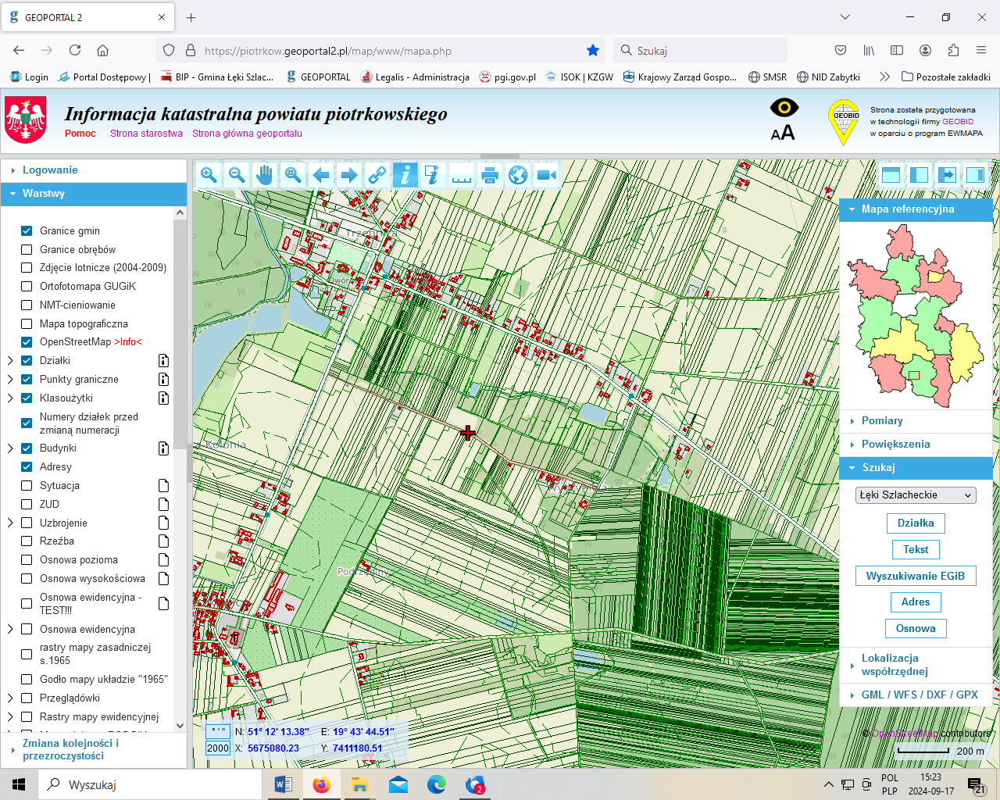 GEOPORTAL 2
https://piotrkow.geoportal2.pl/map/www/mapa.php
Szukaj
Login
Portal Dostępowy |
BIP - Gmina Łęki Szlac...
GEOPORTAL
Legalis - Administracja
pgi.gov.pl
ISOK | KZGW
Krajowy Zarząd Gospo...
SMSR
NID Zabytki
Pozostałe zakładki
Informacja katastralna powiatu piotrkowskiego
Pomoc Strona starostwa Strona główna geoportalu
AA
GEOBID
Strona została przygotowana
w technologii firmy GEOBID
w oparciu o program EWMAPA
Logowanie
Warstwy
Granice gmin
Granice obrębów
Zdjęcie lotnicze (2004-2009)
Ortofotomapa GUGiK
NMT-cieniowanie
Mapa topograficzna
OpenStreetMap >Info<
Działki
Punkty graniczne
Klasoużytki
Numery działek przed
zmianą numeracji
Budynki
Adresy
Sytuacja
ZUD
Uzbrojenie
Rzeźba
Osnowa pozioma
Osnowa wysokościowa
Osnowa ewidencyjna -
TEST!!!
Osnowa ewidencyjna
rastry mapy zasadniczej
s.1965
Godło mapy układzie "1965"
Przeglądówki
Rastry mapy ewidencyjnej
Zmiana kolejności i
przezroczystości
Podrzędiny
° ' "
N: 51° 12' 13.38" E: 19° 43' 44.51"
2000
X: 5675080.23 Y: 7411180.51
Mapa referencyjna
Pomiary
Powiększenia
Szukaj
Łęki Szlacheckie
Działka
Tekst
Wyszukiwanie EGiB
Adres
Osnowa
Lokalizacja
współrzędnej
GML / WFS / DXF / GPX
© OpenStreetMap contributors
200 m
Wyszukaj
2
POL
PLP
15:23
2024-09-17
21